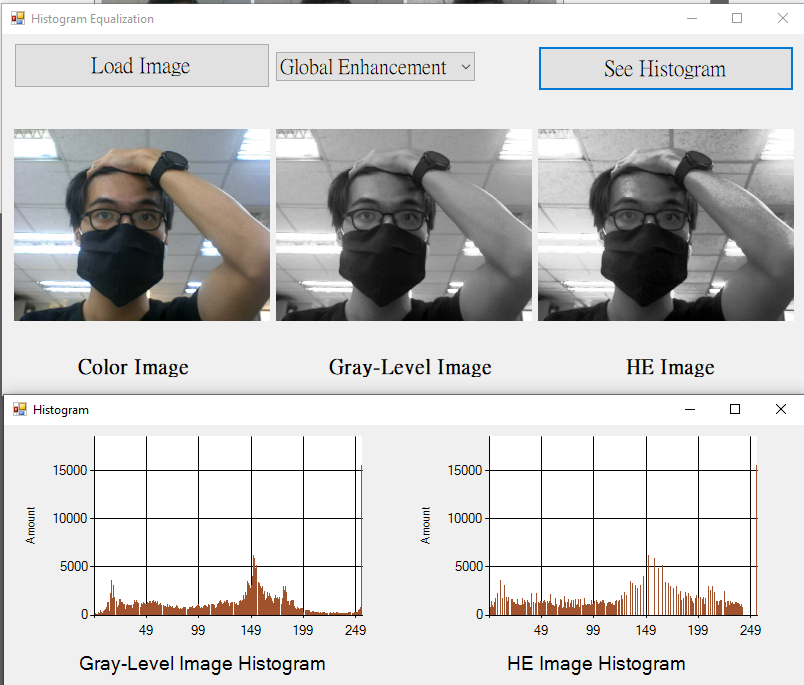 Histogram Equalization
Load Image
Global Enhancement
See Histogram
Color Image
Gray-Level Image
HE Image
Histogram
15000
10000
5000
0
Amount
49 99 149 199 249
Gray-Level Image Histogram
15000
10000
5000
0
Amount
49 99 149 199 249
HE Image Histogram